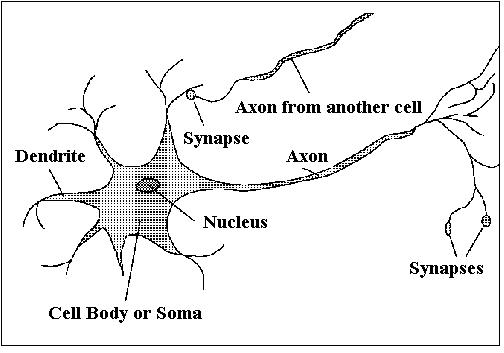 Axon from another cell
Synapse
Dendrite
Axon
Nucleus
Synapses
Cell Body or Soma